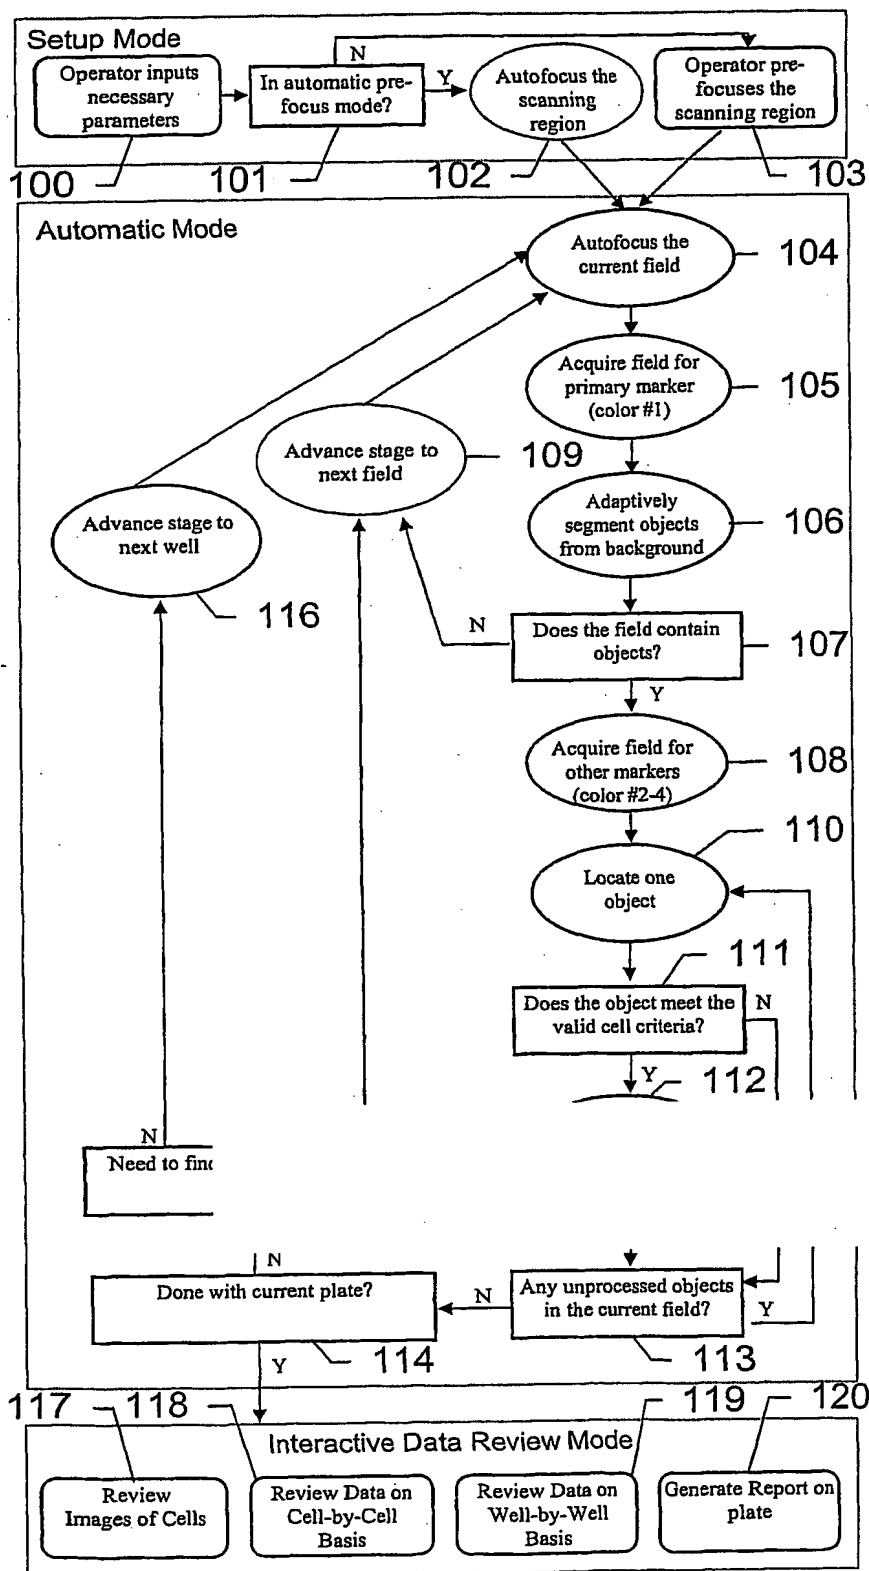 Setup Mode
Operator inputs
necessary
parameters
In automatic pre-
focus mode?
N
Y
Autofocus the
scanning
region
Operator pre-
focuses the
scanning region
100
101
102
103
Automatic Mode
Autofocus the
current field
104
Acquire field for
primary marker
(color #1)
105
Advance stage to
next field
109
Adaptively
segment objects
from background
106
Advance stage to
next well
116
Does the field contain
objects?
107
N
Y
Acquire field for
other markers
(color #2-4)
108
110
Locate one
object
111
Does the object meet the
valid cell criteria?
N
Y
112
N
Need to find
N
Done with current plate?
N
Any unprocessed objects
in the current field?
Y
Y
114
113
117
118
119
120
Interactive Data Review Mode
Review
Images of Cells
Review Data on
Cell-by-Cell
Basis
Review Data on
Well-by-Well
Basis
Generate Report on
plate